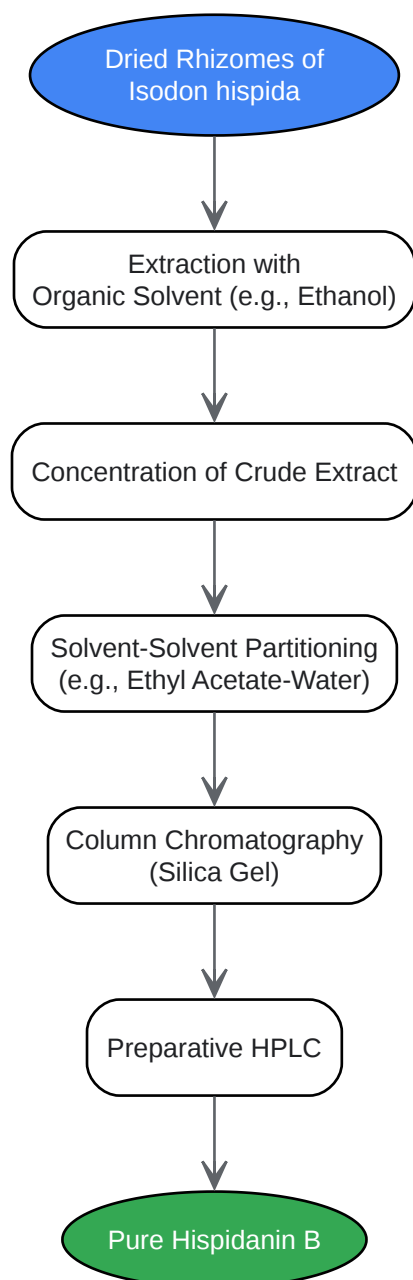 Dried Rhizomes of
Isodon hispida
Extraction with
Organic Solvent (e.g., Ethanol)
Concentration of Crude Extract
Solvent-Solvent Partitioning
(e.g., Ethyl Acetate-Water)
Column Chromatography
(Silica Gel)
Preparative HPLC
Pure Hispidanin B